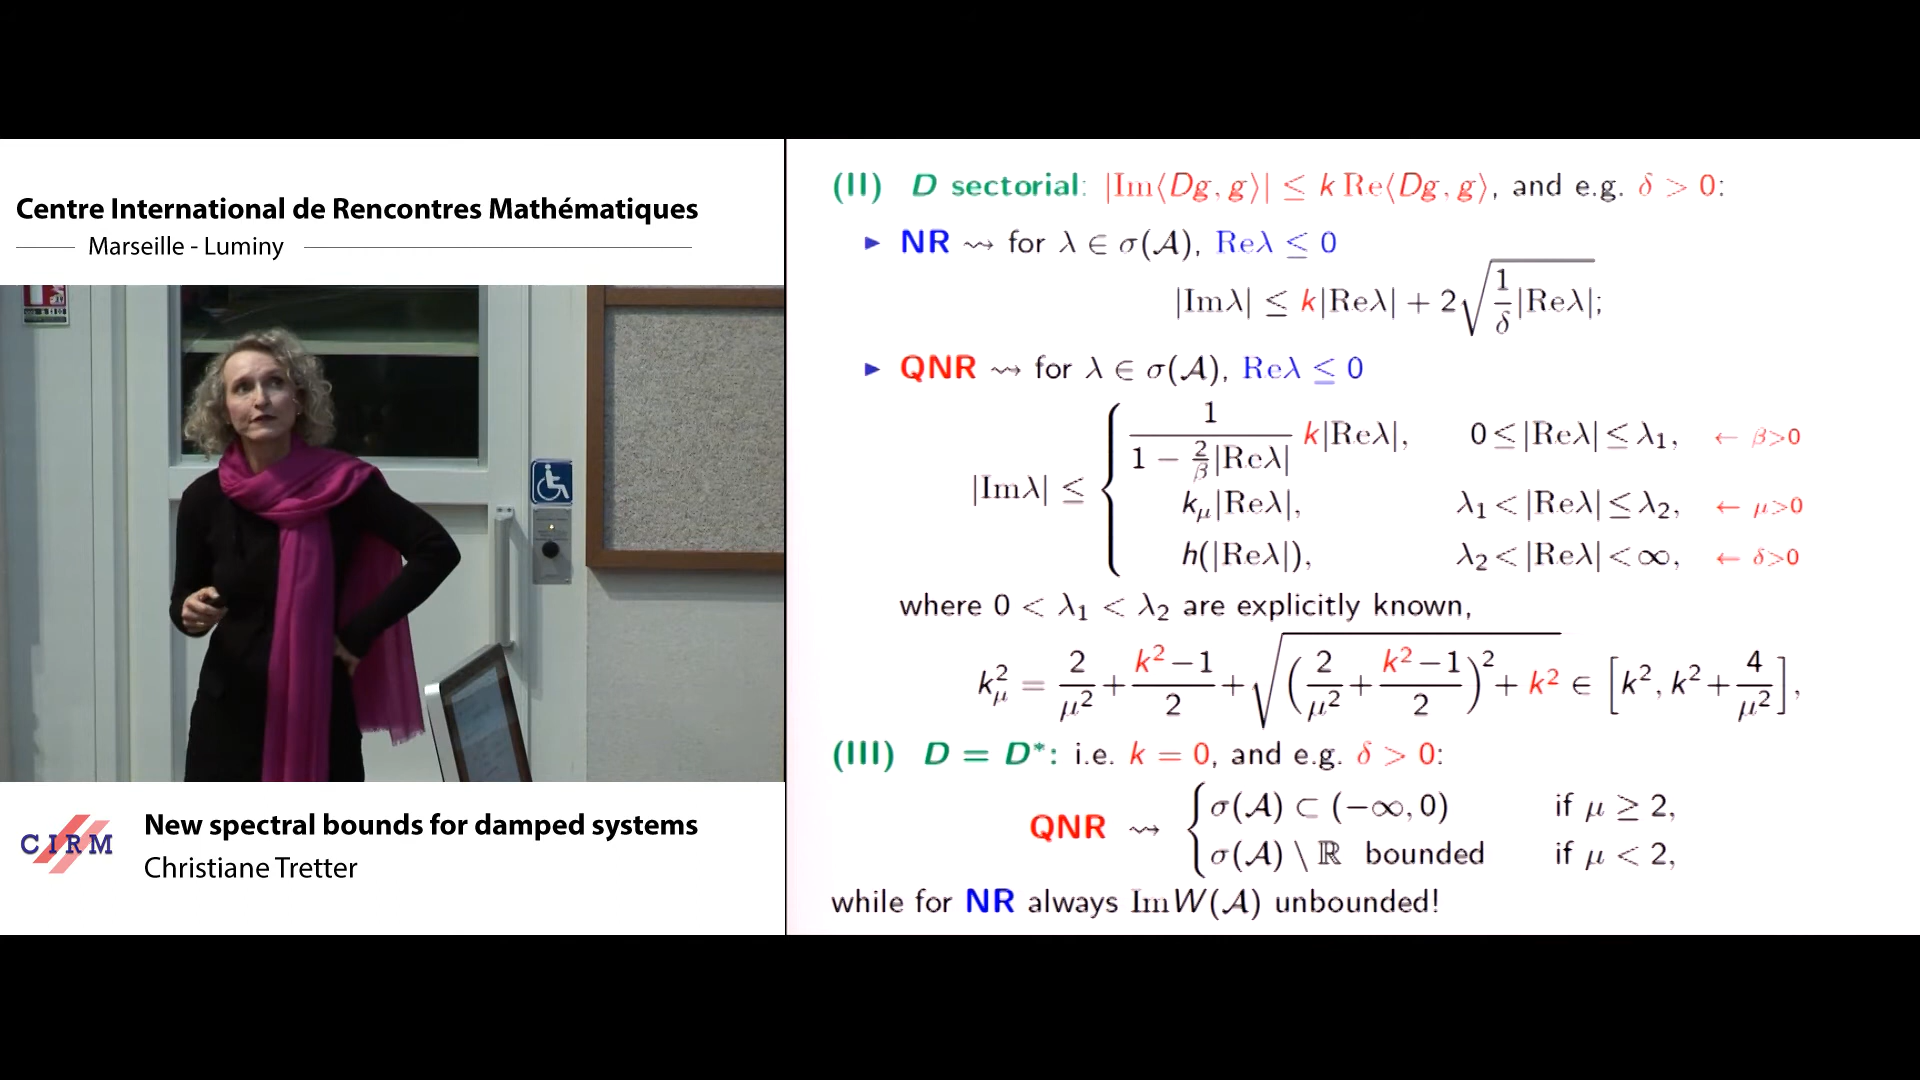 Centre International de Rencontres Mathématiques
Marseille - Luminy
CIRM
New spectral bounds for damped systems
Christiane Tretter
(II) D sectorial: |Im⟨Dg, g⟩| ≤ k Re⟨Dg, g⟩, and e.g. δ > 0:
▸ NR ⇝ for λ ∈ σ(𝒜), Reλ ≤ 0
|Imλ| ≤ k|Reλ| + 2√(1/δ |Reλ|);
▸ QNR ⇝ for λ ∈ σ(𝒜), Reλ ≤ 0
|Imλ| ≤ {
1/(1 − 2/β |Reλ|) k|Reλ|, 0 ≤ |Reλ| ≤ λ₁, ← β>0
k_μ|Reλ|, λ₁ < |Reλ| ≤ λ₂, ← μ>0
h(|Reλ|), λ₂ < |Reλ| < ∞, ← δ>0
where 0 < λ₁ < λ₂ are explicitly known,
k_μ² = 2/μ² + (k²−1)/2 + √((2/μ² + (k²−1)/2)² + k²) ∈ [k², k² + 4/μ²],
(III) D = D*: i.e. k = 0, and e.g. δ > 0:
QNR ⇝ { σ(𝒜) ⊂ (−∞, 0) if μ ≥ 2,
σ(𝒜) \ ℝ bounded if μ < 2,
while for NR always ImW(𝒜) unbounded!